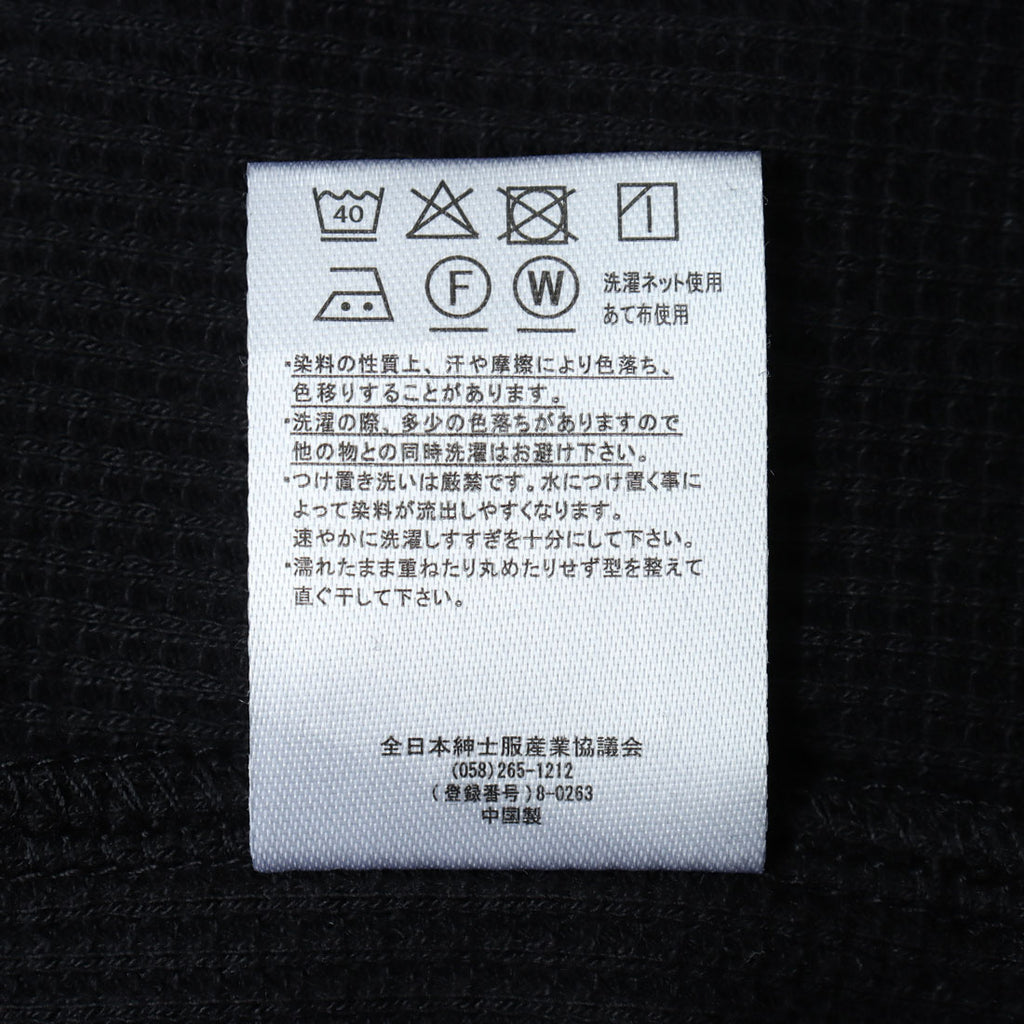 40
F W 洗濯ネット使用
あて布使用
・染料の性質上、汗や摩擦により色落ち、
色移りすることがあります。
・洗濯の際、多少の色落ちがありますので
他の物との同時洗濯はお避け下さい。
・つけ置き洗いは厳禁です。水につけ置く事に
よって染料が流出しやすくなります。
速やかに洗濯しすすぎを十分にして下さい。
・濡れたまま重ねたり丸めたりせず型を整えて
直ぐ干して下さい。
全日本紳士服産業協議会
(058)265-1212
(登録番号)8-0263
中国製